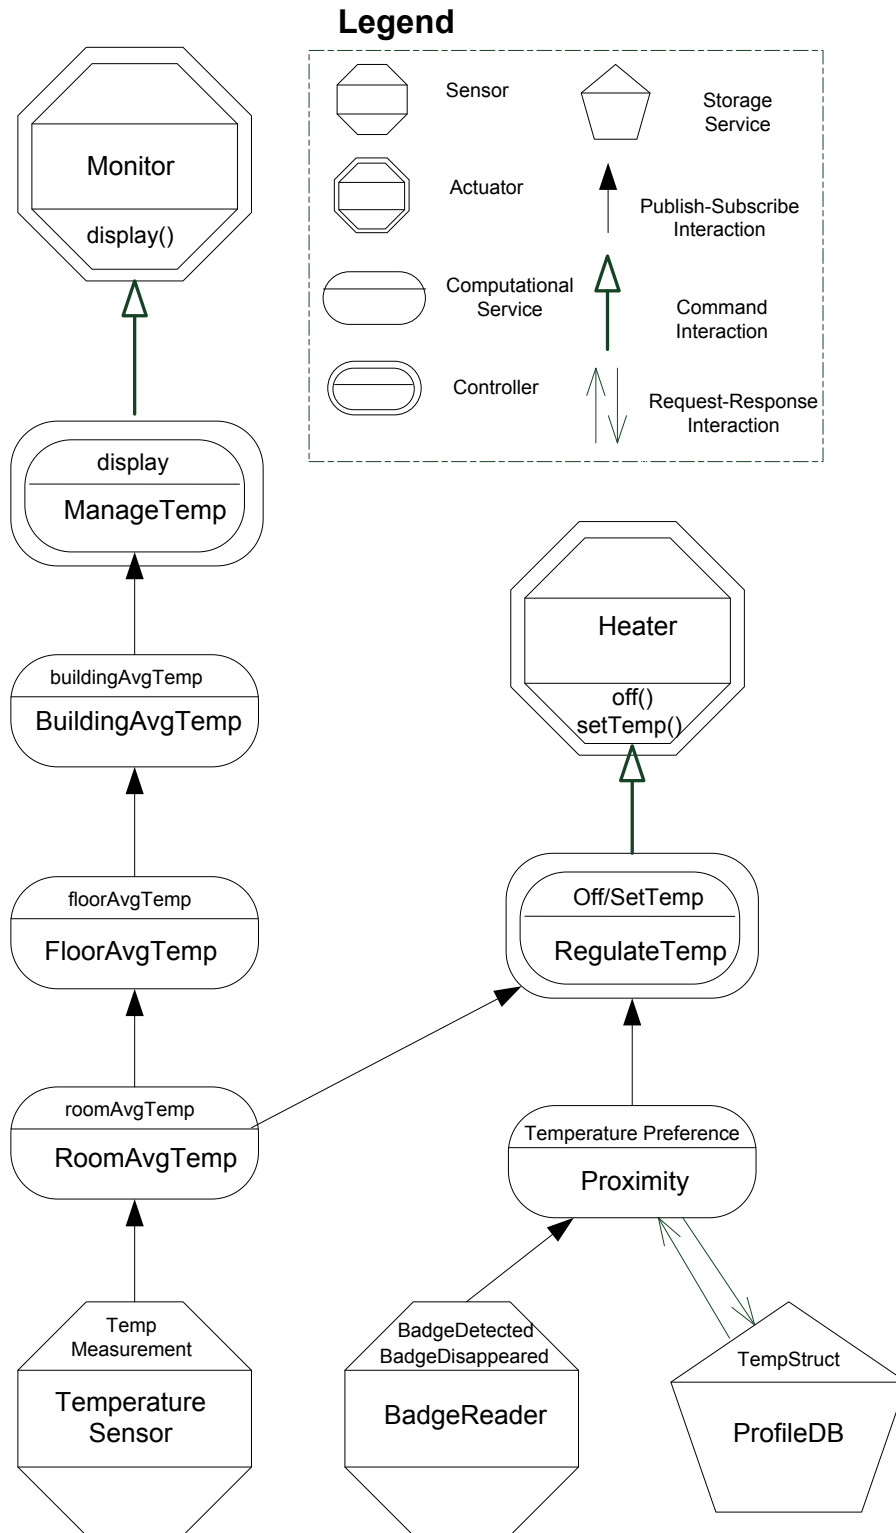 Legend
Sensor
Storage
Service
Actuator
Publish-Subscribe
Interaction
Computational
Service
Command
Interaction
Controller
Request-Response
Interaction
Monitor
display()
display
ManageTemp
buildingAvgTemp
BuildingAvgTemp
floorAvgTemp
FloorAvgTemp
roomAvgTemp
RoomAvgTemp
Temp
Measurement
Temperature
Sensor
Heater
off()
setTemp()
Off/SetTemp
RegulateTemp
Temperature Preference
Proximity
BadgeDetected
BadgeDisappeared
BadgeReader
TempStruct
ProfileDB